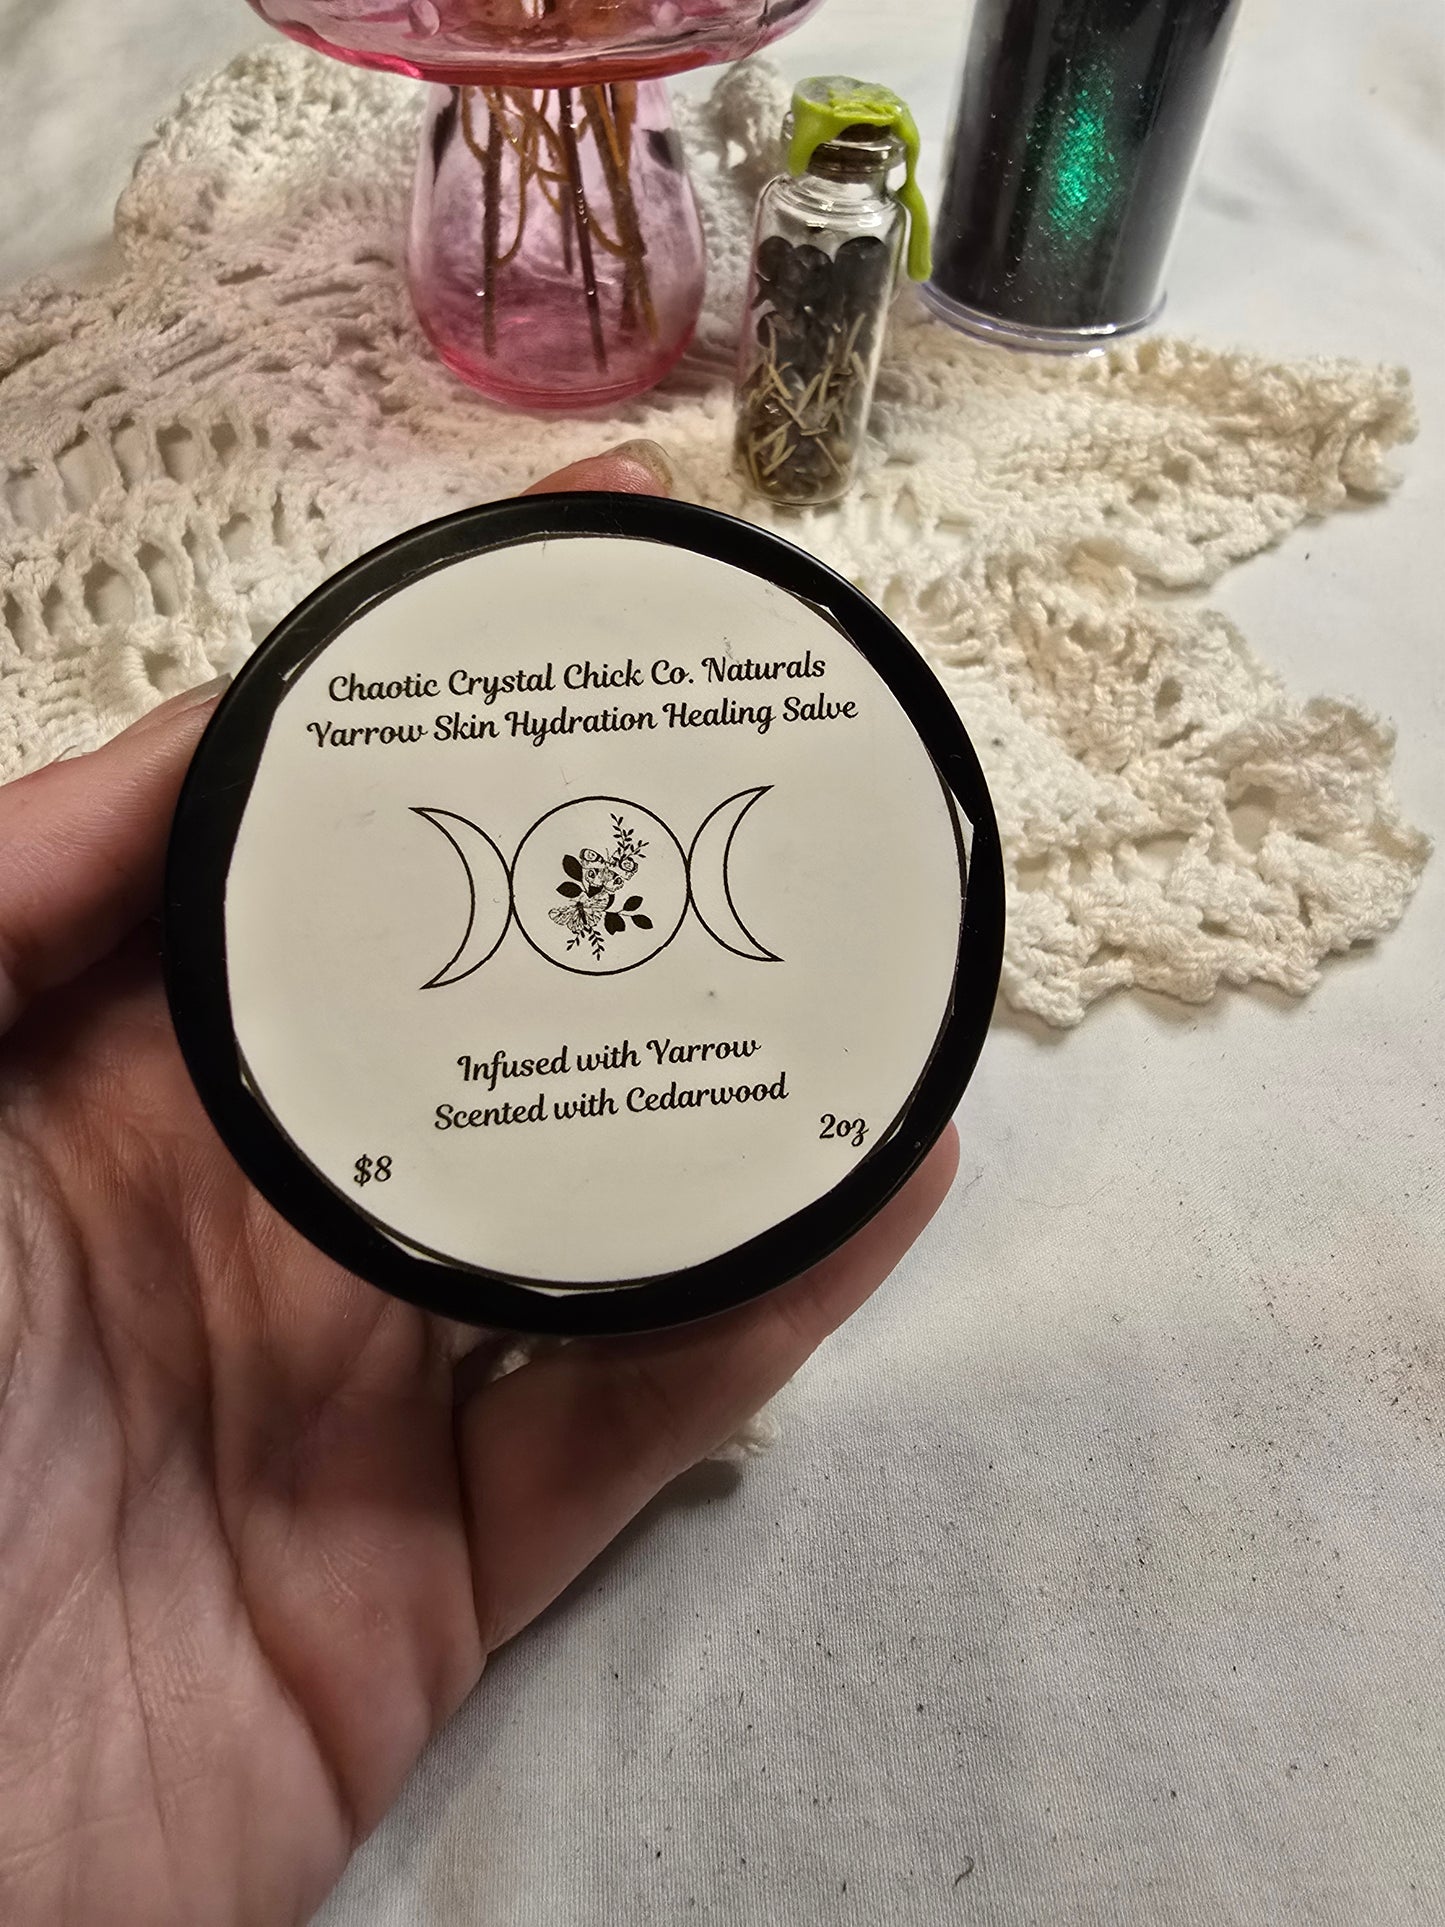 Chaotic Crystal Chick Co. Naturals
Yarrow Skin Hydration Healing Salve
Infused with Yarrow
Scented with Cedarwood
2oz
$8